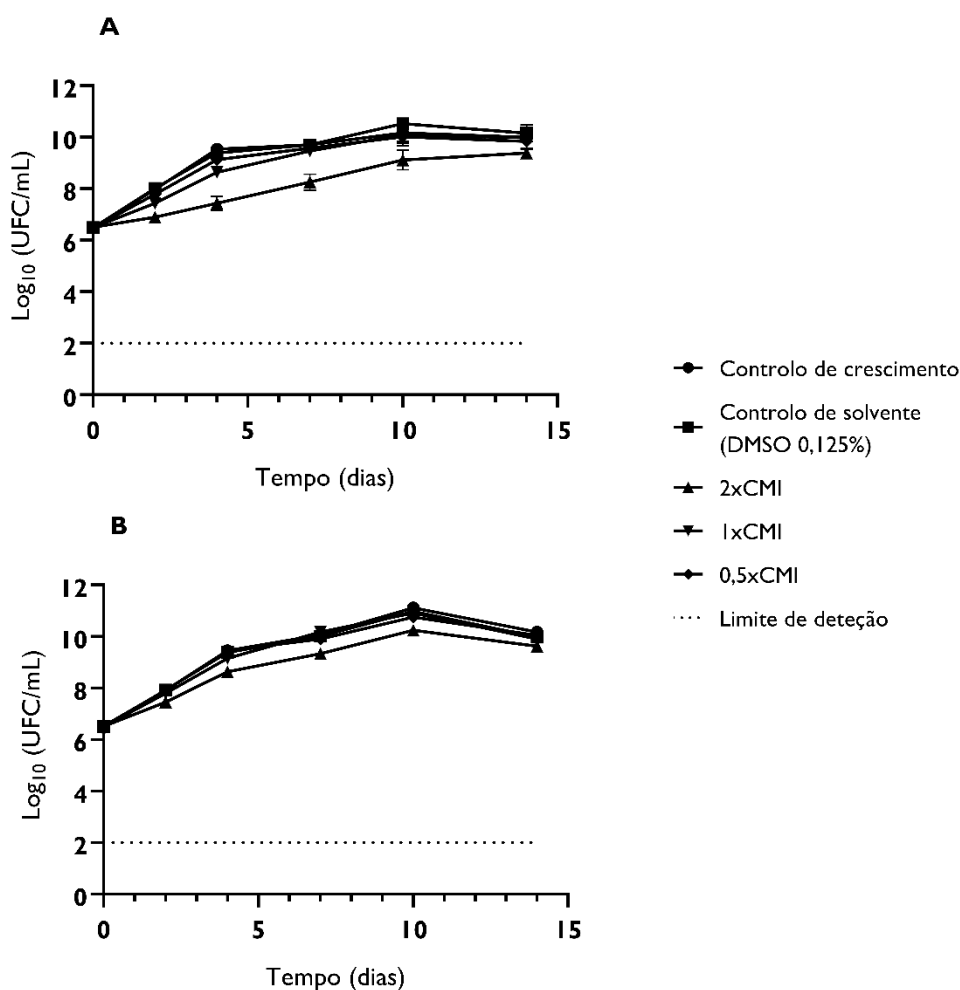 A
12
10
8
6
4
2
0
Log10 (UFC/mL)
0 5 10 15
Tempo (dias)
B
12
10
8
6
4
2
0
Log10 (UFC/mL)
0 5 10 15
Tempo (dias)
Controlo de crescimento
Controlo de solvente
(DMSO 0,125%)
2xCMI
1xCMI
0,5xCMI
Limite de deteção